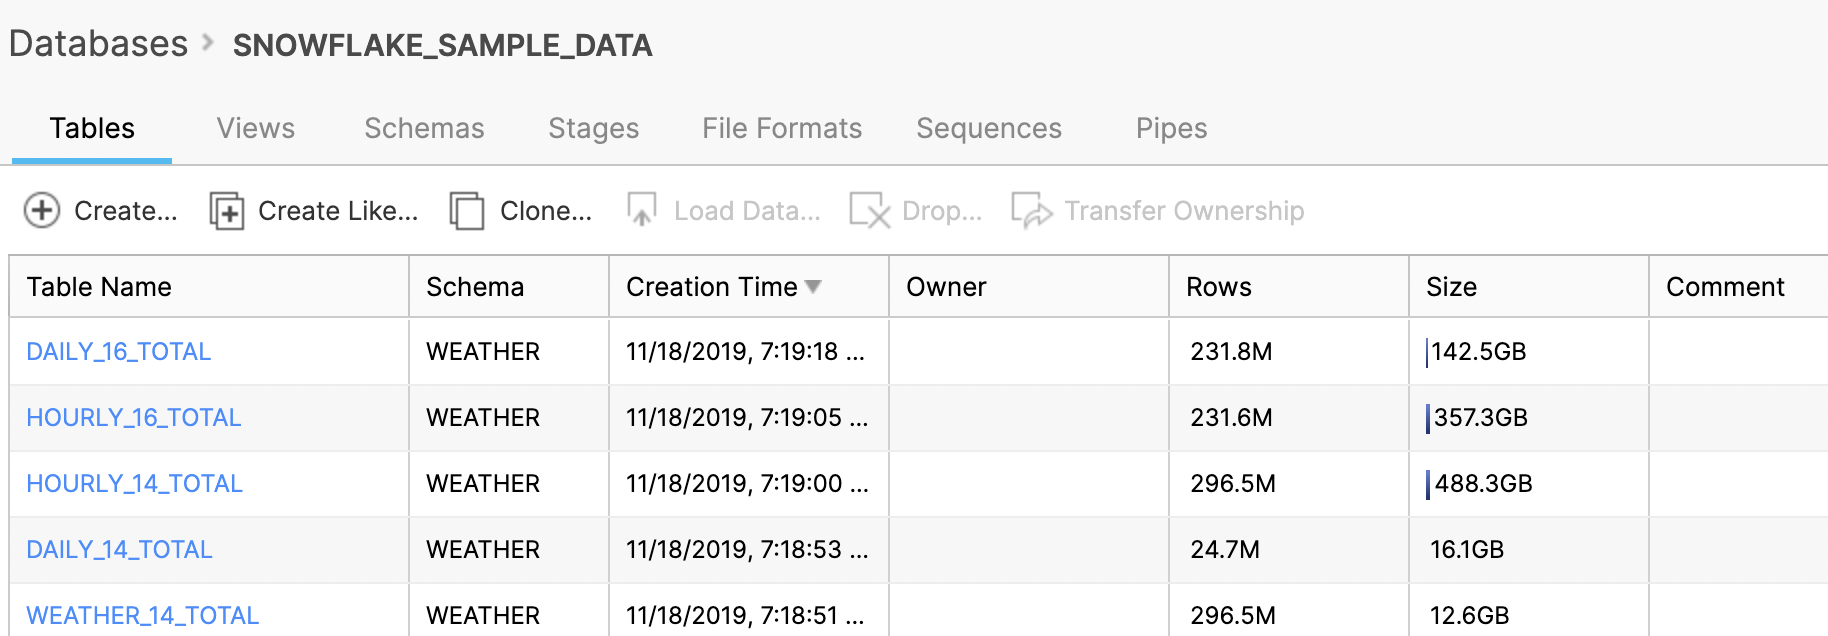 Databases > SNOWFLAKE_SAMPLE_DATA
Tables Views Schemas Stages File Formats Sequences Pipes
Create... Create Like... Clone... Load Data... Drop... Transfer Ownership
Table Name Schema Creation Time Owner Rows Size Comment
DAILY_16_TOTAL WEATHER 11/18/2019, 7:19:18 ... 231.8M 142.5GB
HOURLY_16_TOTAL WEATHER 11/18/2019, 7:19:05 ... 231.6M 357.3GB
HOURLY_14_TOTAL WEATHER 11/18/2019, 7:19:00 ... 296.5M 488.3GB
DAILY_14_TOTAL WEATHER 11/18/2019, 7:18:53 ... 24.7M 16.1GB
WEATHER_14_TOTAL WEATHER 11/18/2019, 7:18:51 ... 296.5M 12.6GB